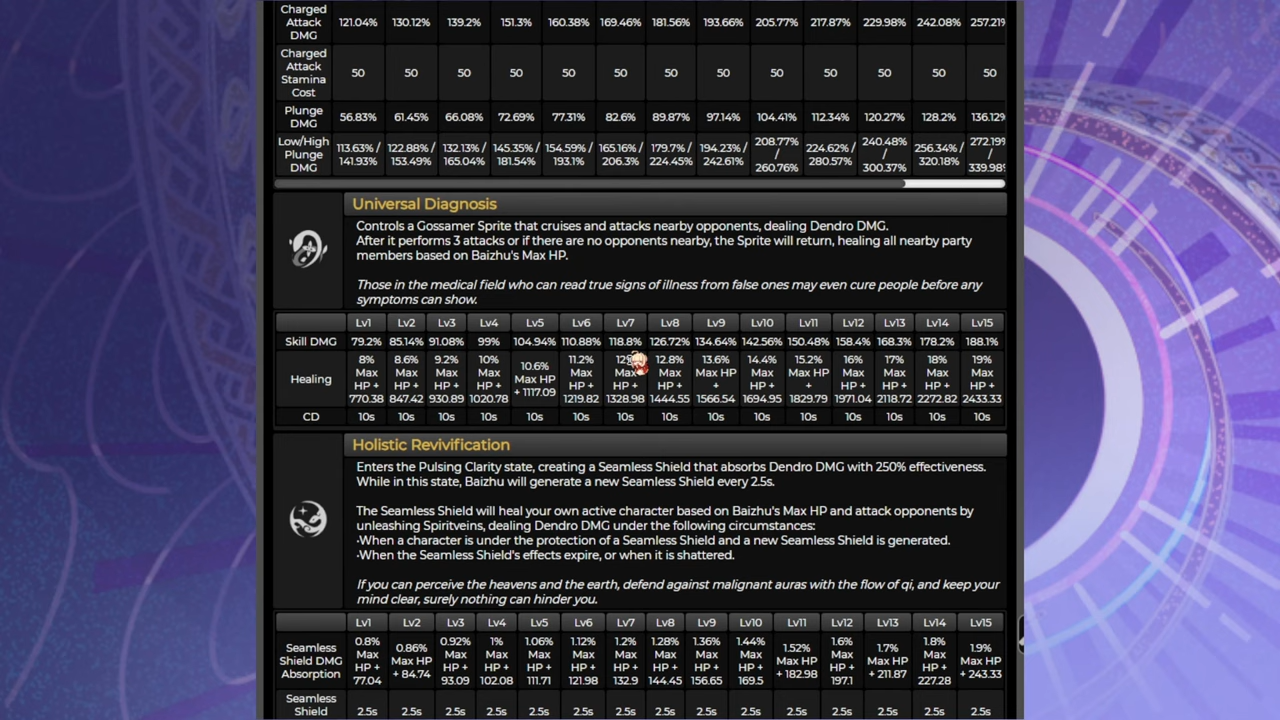 Charged Attack DMG 121.04% 130.12% 139.2% 151.3% 160.38% 169.46% 181.56% 193.66% 205.77% 217.87% 229.98% 242.08% 257.21%
Charged Attack Stamina Cost 50 50 50 50 50 50 50 50 50 50 50 50 50
Plunge DMG 56.83% 61.45% 66.08% 72.69% 77.31% 82.6% 89.87% 97.14% 104.41% 112.34% 120.27% 128.2% 136.12%
Low/High Plunge DMG 113.63% / 141.93% 122.88% / 153.49% 132.13% / 165.04% 145.35% / 181.54% 154.59% / 193.1% 165.16% / 206.3% 179.7% / 224.45% 194.23% / 242.61% 208.77% / 260.76% 224.62% / 280.57% 240.48% / 300.37% 256.34% / 320.18% 272.19% / 339.98%
Universal Diagnosis
Controls a Gossamer Sprite that cruises and attacks nearby opponents, dealing Dendro DMG.
After it performs 3 attacks or if there are no opponents nearby, the Sprite will return, healing all nearby party
members based on Baizhu's Max HP.
Those in the medical field who can read true signs of illness from false ones may even cure people before any
symptoms can show.
Lv1 Lv2 Lv3 Lv4 Lv5 Lv6 Lv7 Lv8 Lv9 Lv10 Lv11 Lv12 Lv13 Lv14 Lv15
Skill DMG 79.2% 85.14% 91.08% 99% 104.94% 110.88% 118.8% 126.72% 134.64% 142.56% 150.48% 158.4% 168.3% 178.2% 188.1%
Healing 8% Max HP + 770.38 8.6% Max HP + 847.42 9.2% Max HP + 930.89 10% Max HP + 1020.78 10.6% Max HP + 1117.09 11.2% Max HP + 1219.82 Max HP + 1328.98 12.8% Max HP + 1444.55 13.6% Max HP + 1566.54 14.4% Max HP + 1694.95 15.2% Max HP + 1829.79 16% Max HP + 1971.04 17% Max HP + 2118.72 18% Max HP + 2272.82 19% Max HP + 2433.33
CD 10s 10s 10s 10s 10s 10s 10s 10s 10s 10s 10s 10s 10s 10s 10s
Holistic Revivification
Enters the Pulsing Clarity state, creating a Seamless Shield that absorbs Dendro DMG with 250% effectiveness.
While in this state, Baizhu will generate a new Seamless Shield every 2.5s.
The Seamless Shield will heal your own active character based on Baizhu's Max HP and attack opponents by
unleashing Spiritveins, dealing Dendro DMG under the following circumstances:
·When a character is under the protection of a Seamless Shield and a new Seamless Shield is generated.
·When the Seamless Shield's effects expire, or when it is shattered.
If you can perceive the heavens and the earth, defend against malignant auras with the flow of qi, and keep your
mind clear, surely nothing can hinder you.
Lv1 Lv2 Lv3 Lv4 Lv5 Lv6 Lv7 Lv8 Lv9 Lv10 Lv11 Lv12 Lv13 Lv14 Lv15
Seamless Shield DMG Absorption 0.8% Max HP + 77.04 0.86% Max HP + 84.74 0.92% Max HP + 93.09 1% Max HP + 102.08 1.06% Max HP + 111.71 1.12% Max HP + 121.98 1.2% Max HP + 132.9 1.28% Max HP + 144.45 1.36% Max HP + 156.65 1.44% Max HP + 169.5 1.52% Max HP + 182.98 1.6% Max HP + 197.1 1.7% Max HP + 211.87 1.8% Max HP + 227.28 1.9% Max HP + 243.33
Seamless Shield 2.5s 2.5s 2.5s 2.5s 2.5s 2.5s 2.5s 2.5s 2.5s 2.5s 2.5s 2.5s 2.5s 2.5s 2.5s